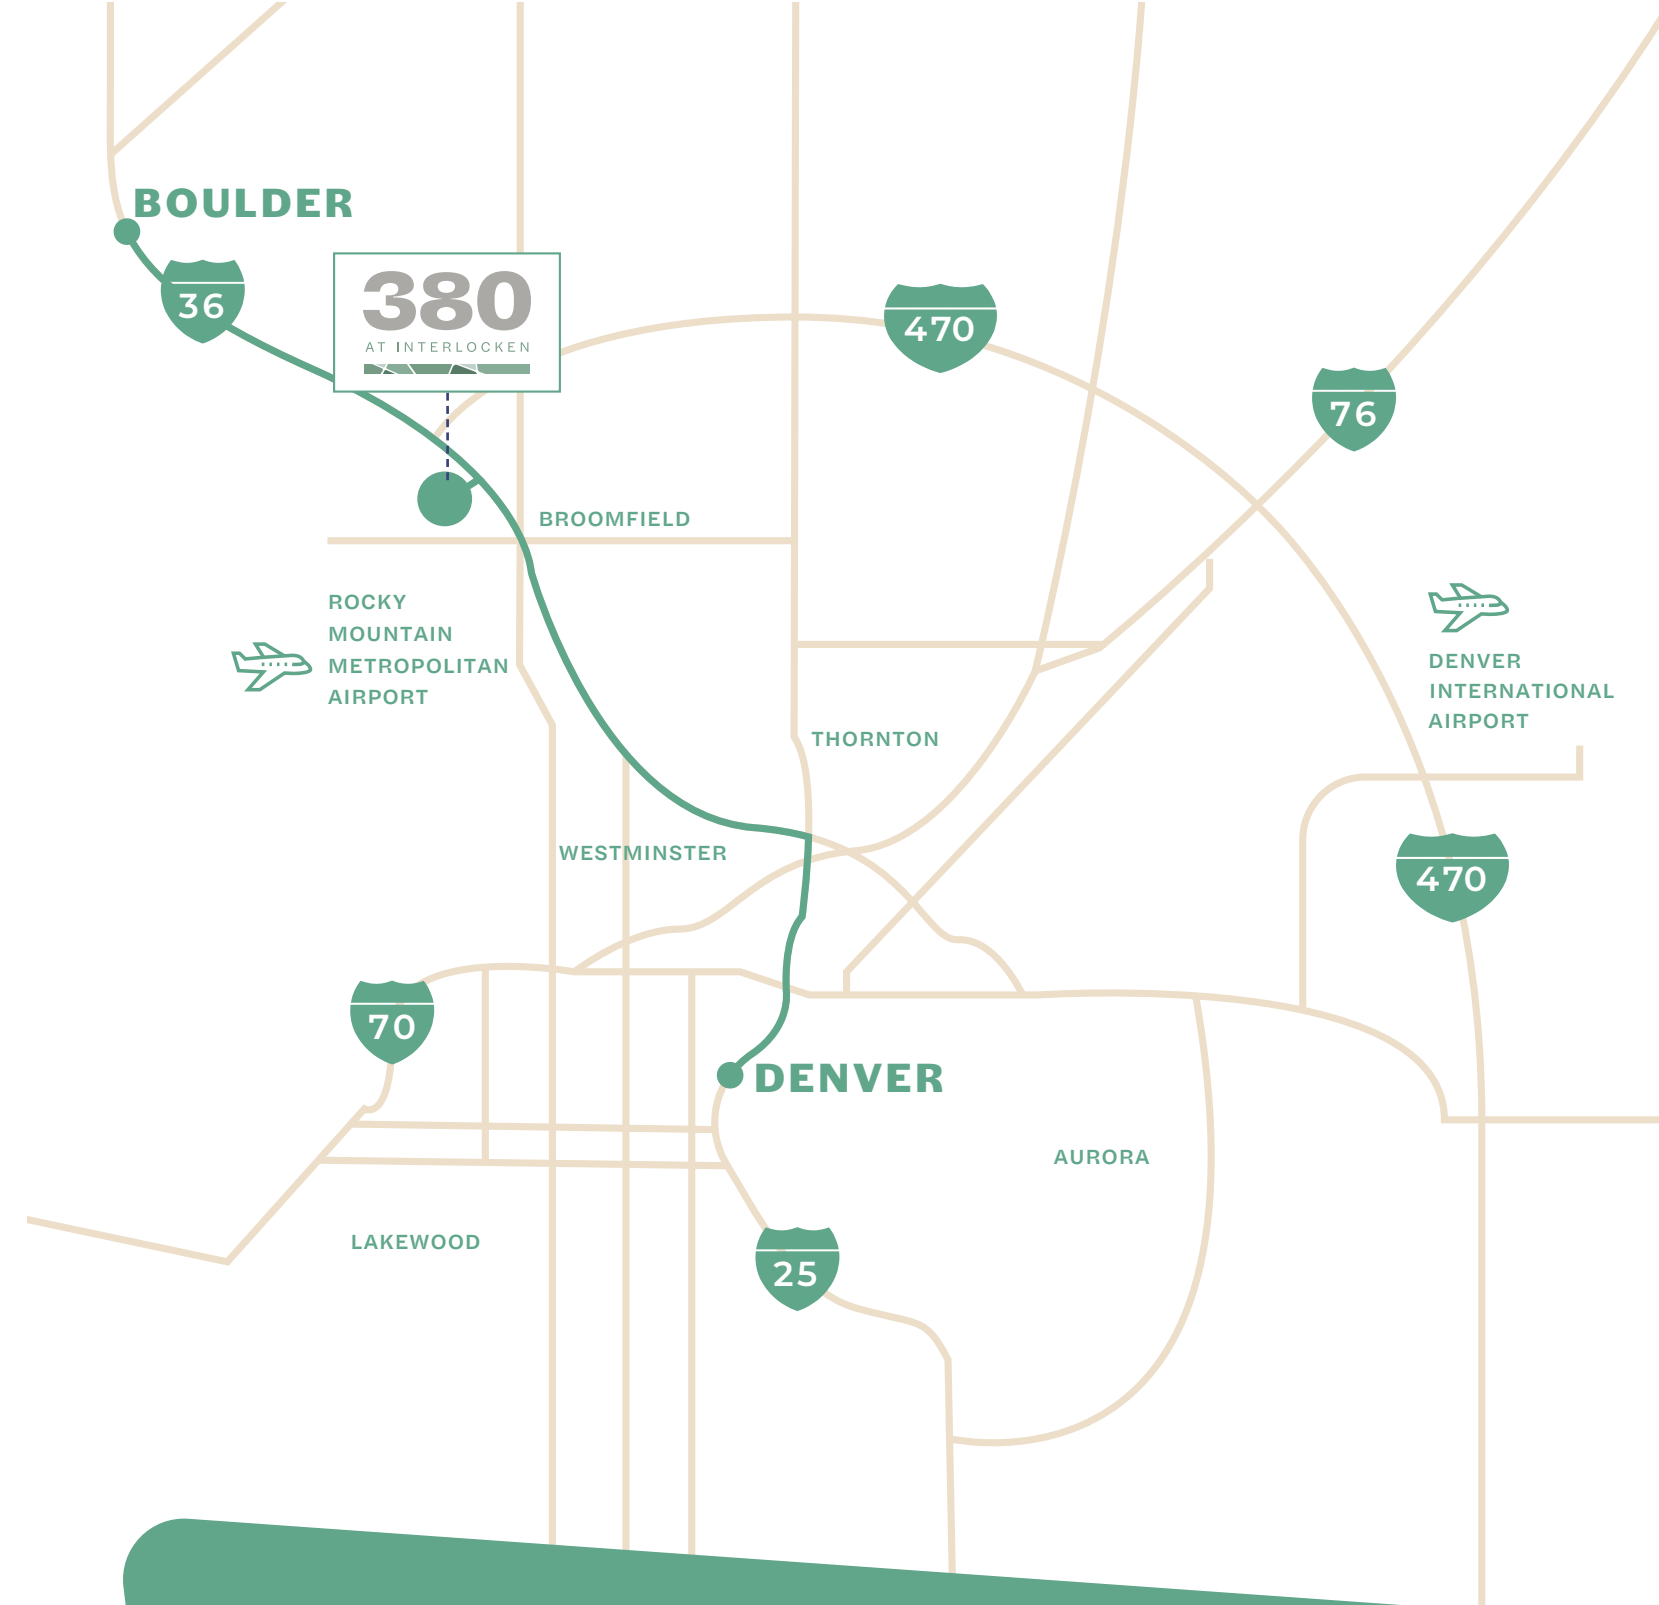 BOULDER
36
380
AT INTERLOCKEN
470
76
BROOMFIELD
ROCKY
MOUNTAIN
METROPOLITAN
AIRPORT
DENVER
INTERNATIONAL
AIRPORT
THORNTON
WESTMINSTER
470
70
DENVER
AURORA
LAKEWOOD
25